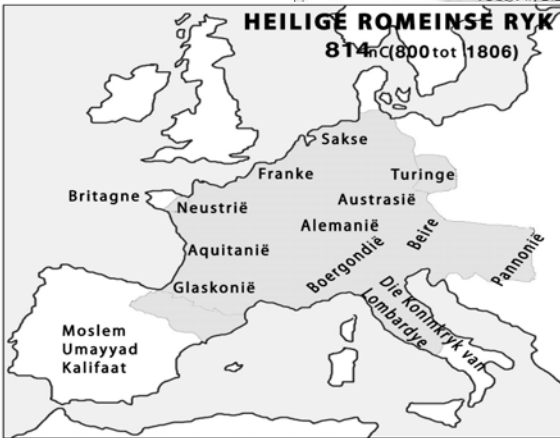 HEILIGE ROMEINSE RYK
814nC (800 tot 1806)
Sakse
Franke
Turinge
Britagne
Neustrië
Austrasië
Alemanië
Beire
Aquitanië
Boergondië
Pannonië
Glaskonië
Die Koninkryk van
Lombardye
Moslem
Umayyad
Kalifaat